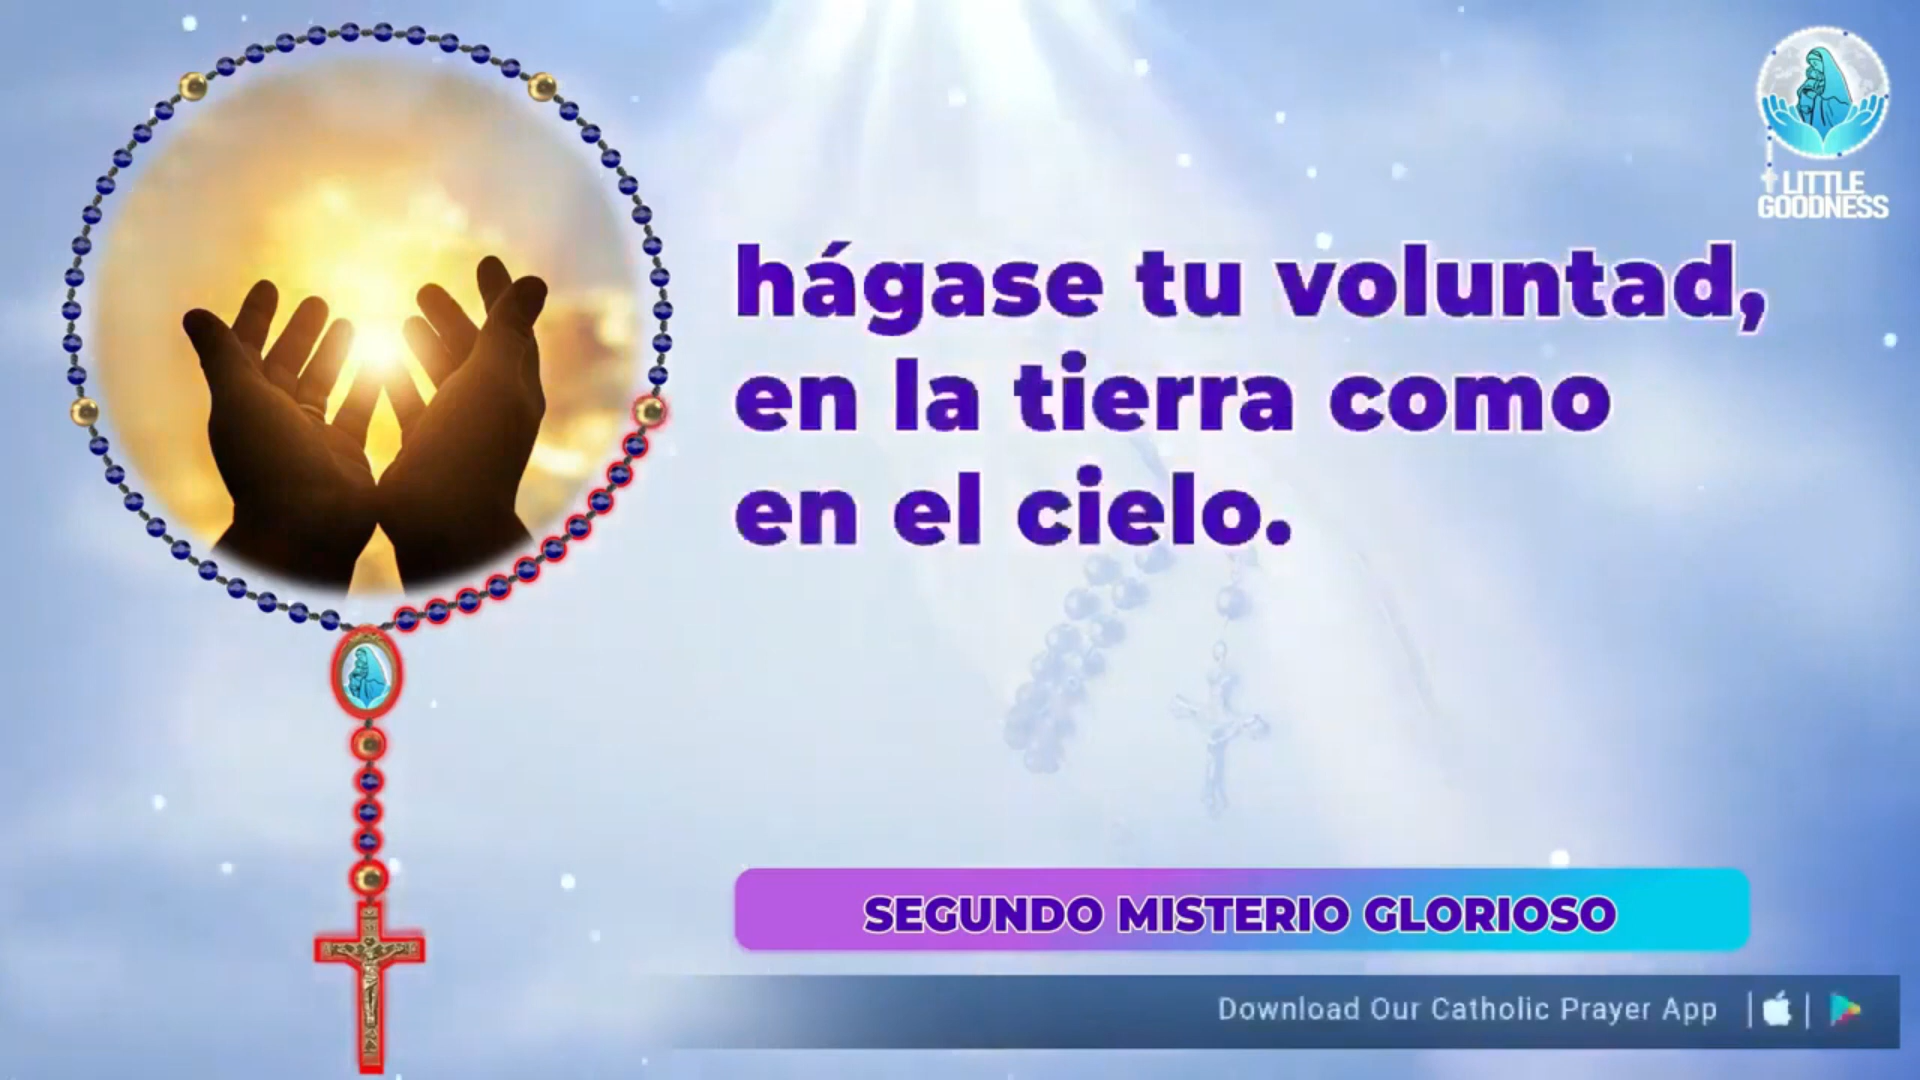 LITTLE
GOODNESS
hágase tu voluntad,
en la tierra como
en el cielo.
SEGUNDO MISTERIO GLORIOSO
Download Our Catholic Prayer App